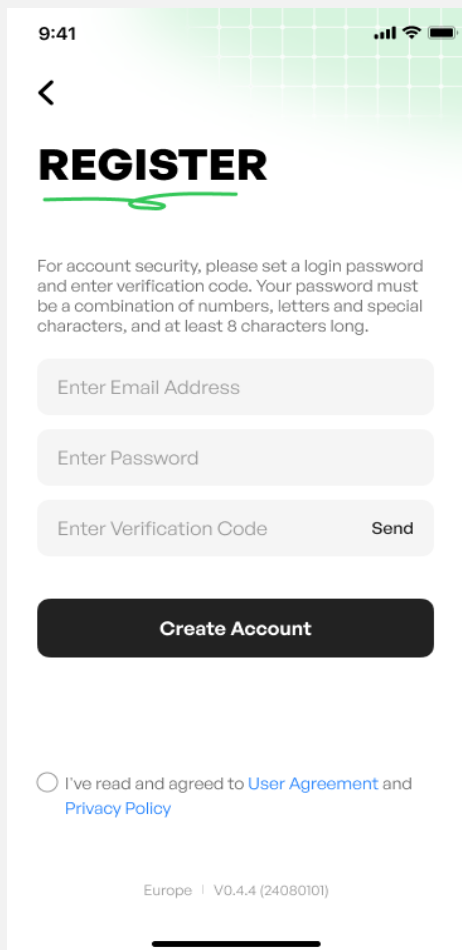 9:41
REGISTER
For account security, please set a login password
and enter verification code. Your password must
be a combination of numbers, letters and special
characters, and at least 8 characters long.
Enter Email Address
Enter Password
Enter Verification Code Send
Create Account
I've read and agreed to User Agreement and
Privacy Policy
Europe | V0.4.4 (24080101)